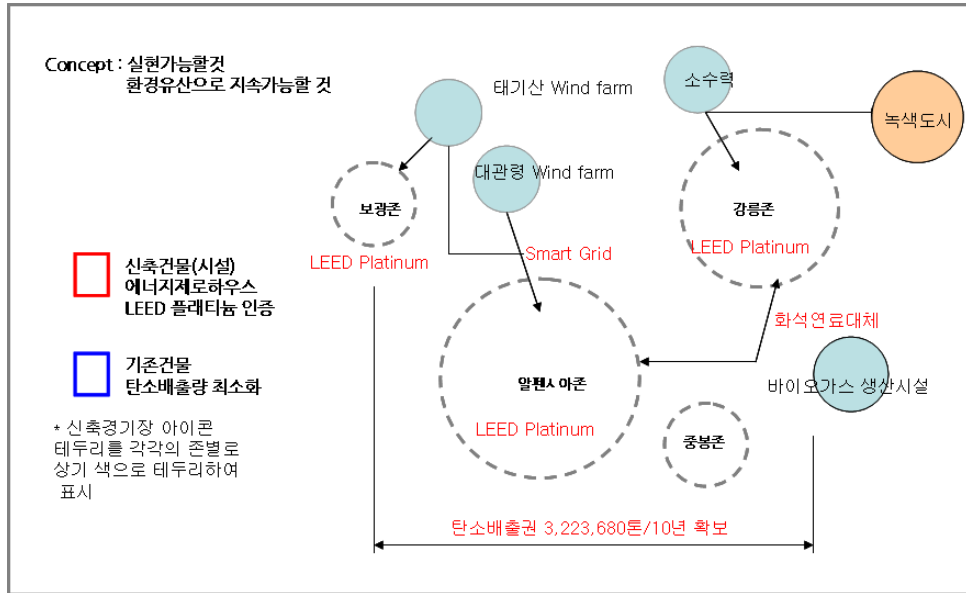 Concept : 실현가능할것
환경유산으로 지속가능할 것
태기산 Wind farm
소수력
녹색도시
대관령 Wind farm
보광존
강릉존
LEED Platinum
Smart Grid
LEED Platinum
신축건물(시설)
에너지제로하우스
LEED 플래티늄 인증
화석연료대체
기존건물
탄소배출량 최소화
알펜시아존
바이오가스 생산시설
* 신축경기장 아이콘
테두리를 각각의 존별로
상기 색으로 테두리하여
표시
LEED Platinum
중봉존
탄소배출권 3,223,680톤/10년 확보